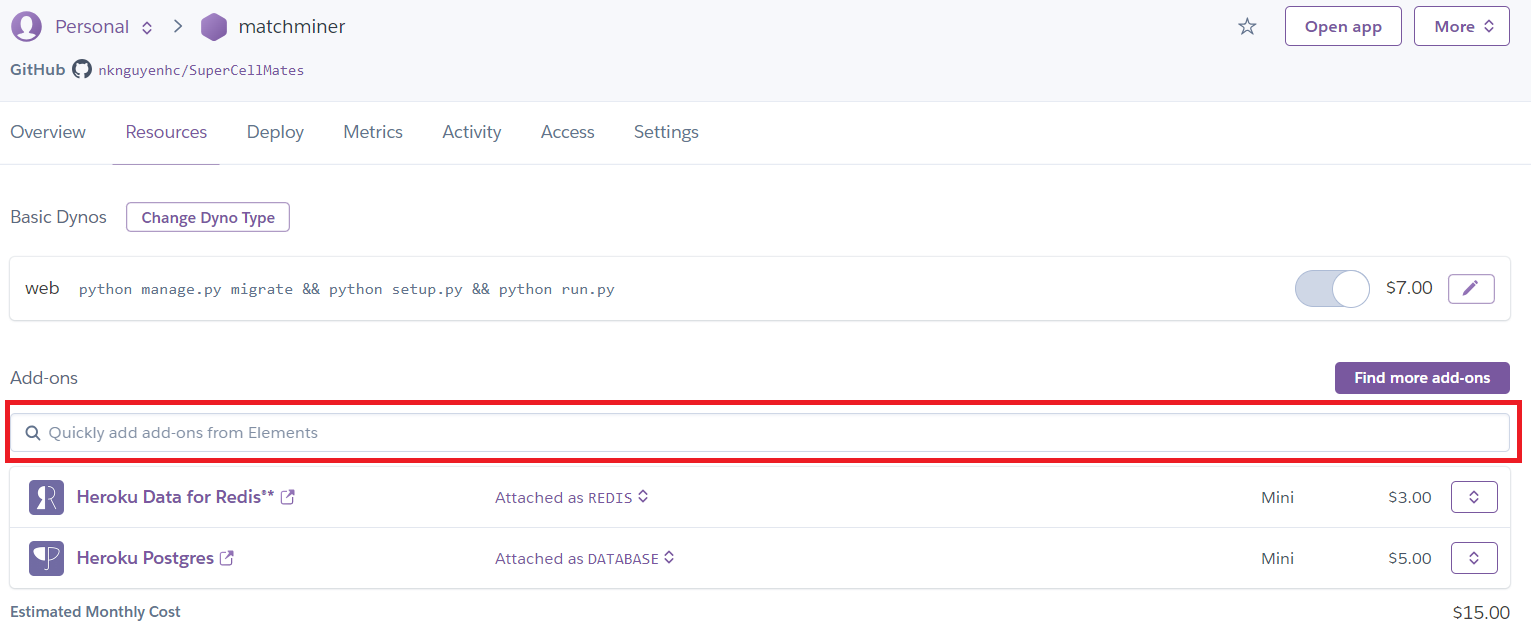 Personal matchminer Open app More
GitHub nknguyenhc/SuperCellMates
Overview Resources Deploy Metrics Activity Access Settings
Basic Dynos Change Dyno Type
web python manage.py migrate && python setup.py && python run.py $7.00
Add-ons Find more add-ons
Quickly add add-ons from Elements
Heroku Data for Redis®* Attached as REDIS Mini $3.00
Heroku Postgres Attached as DATABASE Mini $5.00
Estimated Monthly Cost $15.00